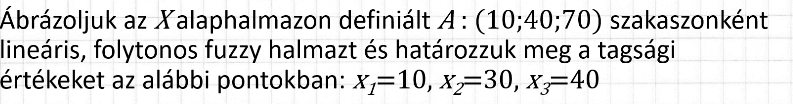 Ábrázoljuk az X alaphalmazon definiált A : (10;40;70) szakaszonként
lineáris, folytonos fuzzy halmazt és határozzuk meg a tagsági
értékeket az alábbi pontokban: x₁=10, x₂=30, x₃=40